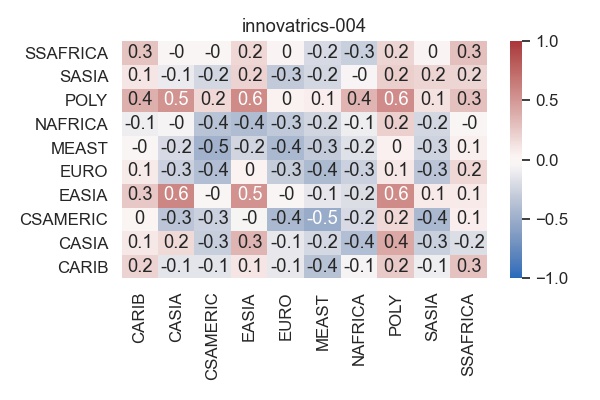 innovatrics-004
SSAFRICA 0.3 -0 -0 0.2 0 -0.2 -0.3 0.2 0 0.3
SASIA 0.1 -0.1 -0.2 0.2 -0.3 -0.2 -0 0.2 0.2 0.2
POLY 0.4 0.5 0.2 0.6 0 0.1 0.4 0.6 0.1 0.3
NAFRICA -0.1 -0 -0.4 -0.4 -0.3 -0.2 -0.1 0.2 -0.2 -0
MEAST -0 -0.2 -0.5 -0.2 -0.4 -0.3 -0.2 0 -0.3 0.1
EURO 0.1 -0.3 -0.4 0 -0.3 -0.4 -0.3 0.1 -0.3 0.2
EASIA 0.3 0.6 -0 0.5 -0 -0.1 -0.2 0.6 0.1 0.1
CSAMERIC 0 -0.3 -0.3 -0 -0.4 -0.5 -0.2 0.2 -0.4 0.1
CASIA 0.1 0.2 -0.3 0.3 -0.1 -0.2 -0.4 0.4 -0.3 -0.2
CARIB 0.2 -0.1 -0.1 0.1 -0.1 -0.4 -0.1 0.2 -0.1 0.3
CARIB CASIA CSAMERIC EASIA EURO MEAST NAFRICA POLY SASIA SSAFRICA
1.0
0.5
0.0
−0.5
−1.0